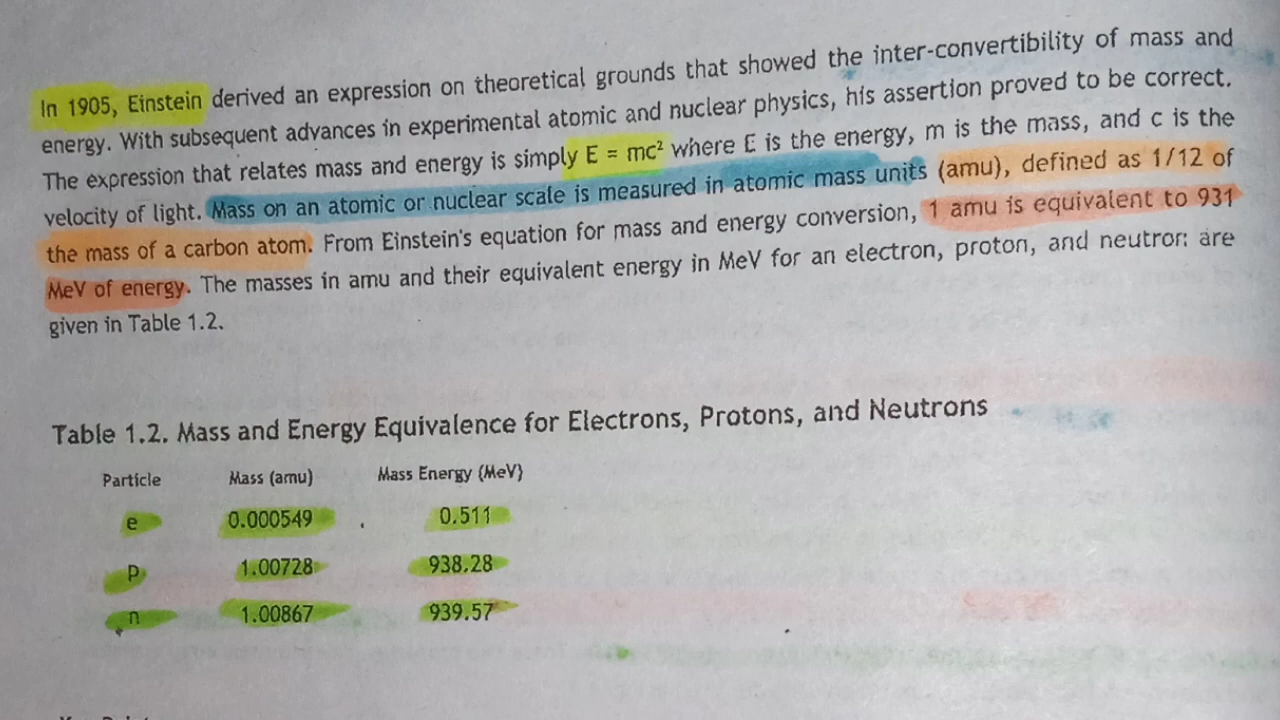 In 1905, Einstein derived an expression on theoretical grounds that showed the inter-convertibility of mass and
energy. With subsequent advances in experimental atomic and nuclear physics, his assertion proved to be correct.
The expression that relates mass and energy is simply E = mc² where E is the energy, m is the mass, and c is the
velocity of light. Mass on an atomic or nuclear scale is measured in atomic mass units (amu), defined as 1/12 of
the mass of a carbon atom. From Einstein's equation for mass and energy conversion, 1 amu is equivalent to 931
MeV of energy. The masses in amu and their equivalent energy in MeV for an electron, proton, and neutron are
given in Table 1.2.
Table 1.2. Mass and Energy Equivalence for Electrons, Protons, and Neutrons
Particle Mass (amu) Mass Energy (MeV)
e 0.000549 0.511
p 1.00728 938.28
n 1.00867 939.57